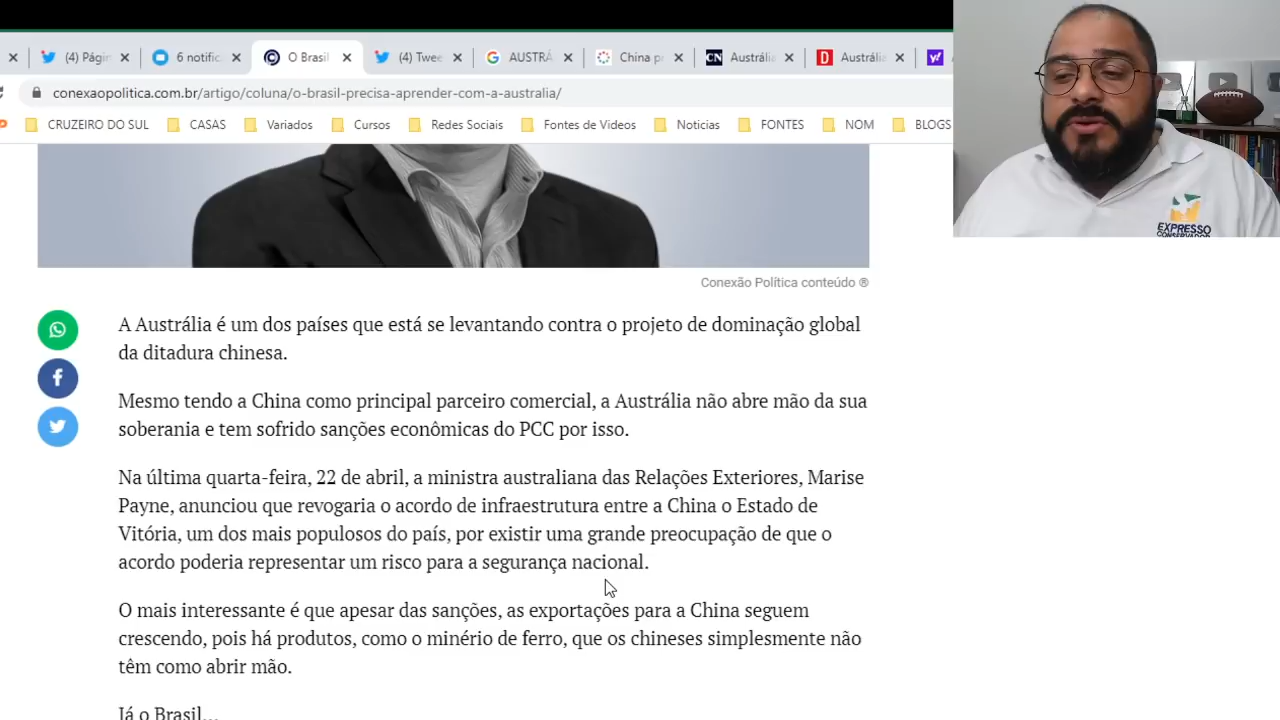 (4) Págir
6 notific
O Brasil
(4) Twee
AUSTRÁ
China p
CN
Austrália
D
Austrália
conexaopolitica.com.br/artigo/coluna/o-brasil-precisa-aprender-com-a-australia/
CRUZEIRO DO SUL
CASAS
Variados
Cursos
Redes Sociais
Fontes de Videos
Noticias
FONTES
NOM
BLOGS
EXPRESSO
CONSERVADOR
Conexão Política conteúdo ®
A Austrália é um dos países que está se levantando contra o projeto de dominação global
da ditadura chinesa.
Mesmo tendo a China como principal parceiro comercial, a Austrália não abre mão da sua
soberania e tem sofrido sanções econômicas do PCC por isso.
Na última quarta-feira, 22 de abril, a ministra australiana das Relações Exteriores, Marise
Payne, anunciou que revogaria o acordo de infraestrutura entre a China o Estado de
Vitória, um dos mais populosos do país, por existir uma grande preocupação de que o
acordo poderia representar um risco para a segurança nacional.
O mais interessante é que apesar das sanções, as exportações para a China seguem
crescendo, pois há produtos, como o minério de ferro, que os chineses simplesmente não
têm como abrir mão.
Já o Brasil...